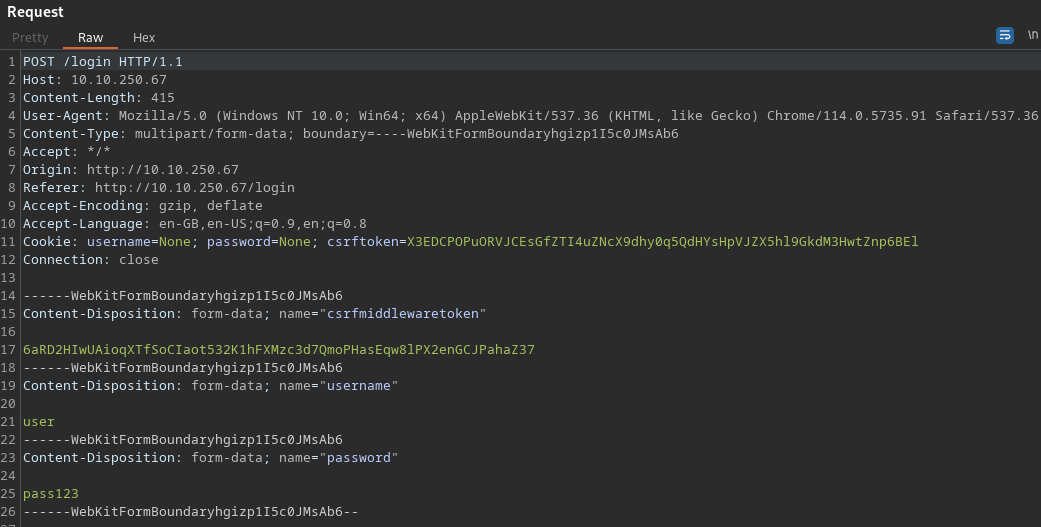 Request
Pretty Raw Hex \n
1 POST /login HTTP/1.1
2 Host: 10.10.250.67
3 Content-Length: 415
4 User-Agent: Mozilla/5.0 (Windows NT 10.0; Win64; x64) AppleWebKit/537.36 (KHTML, like Gecko) Chrome/114.0.5735.91 Safari/537.36
5 Content-Type: multipart/form-data; boundary=----WebKitFormBoundaryhgizp1I5c0JMsAb6
6 Accept: */*
7 Origin: http://10.10.250.67
8 Referer: http://10.10.250.67/login
9 Accept-Encoding: gzip, deflate
10 Accept-Language: en-GB,en-US;q=0.9,en;q=0.8
11 Cookie: username=None; password=None; csrftoken=X3EDCPOPuORVJCEsGfZTI4uZNcX9dhy0q5QdHYsHpVJZX5hl9GkdM3HwtZnp6BEl
12 Connection: close
13
14 ------WebKitFormBoundaryhgizp1I5c0JMsAb6
15 Content-Disposition: form-data; name="csrfmiddlewaretoken"
16
17 6aRD2HIwUAioqXTfSoCIaot532K1hFXMzc3d7QmoPHasEqw8lPX2enGCJPahaZ37
18 ------WebKitFormBoundaryhgizp1I5c0JMsAb6
19 Content-Disposition: form-data; name="username"
20
21 user
22 ------WebKitFormBoundaryhgizp1I5c0JMsAb6
23 Content-Disposition: form-data; name="password"
24
25 pass123
26 ------WebKitFormBoundaryhgizp1I5c0JMsAb6--